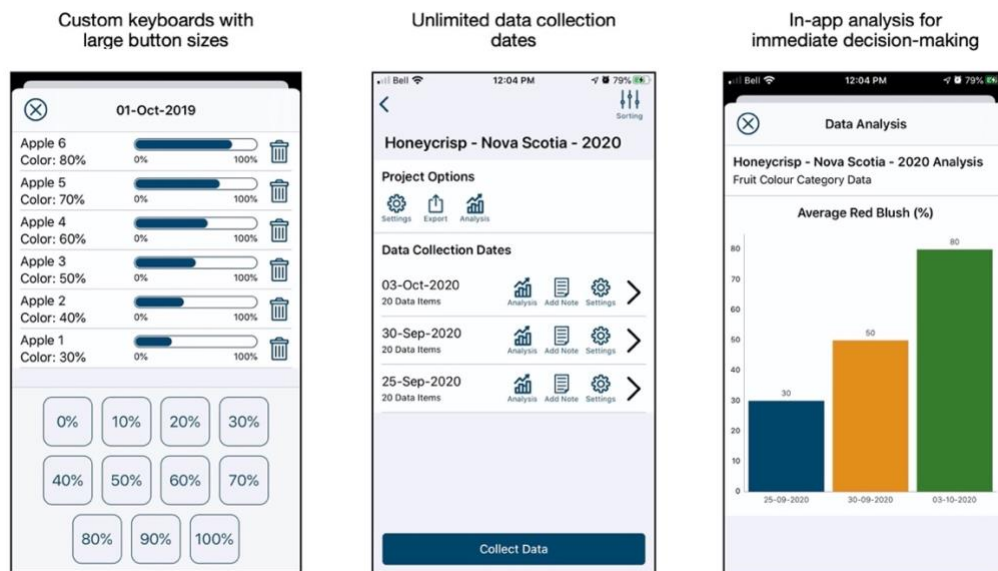 Custom keyboards with
large button sizes
01-Oct-2019
Apple 6
Color: 80%
0% 100%
Apple 5
Color: 70%
0% 100%
Apple 4
Color: 60%
0% 100%
Apple 3
Color: 50%
0% 100%
Apple 2
Color: 40%
0% 100%
Apple 1
Color: 30%
0% 100%
0% 10% 20% 30%
40% 50% 60% 70%
80% 90% 100%
Unlimited data collection
dates
Bell 12:04 PM 79%
Sorting
Honeycrisp - Nova Scotia - 2020
Project Options
Settings Export Analysis
Data Collection Dates
03-Oct-2020
20 Data Items
Analysis Add Note Settings
30-Sep-2020
20 Data Items
Analysis Add Note Settings
25-Sep-2020
20 Data Items
Analysis Add Note Settings
Collect Data
In-app analysis for
immediate decision-making
Bell 12:04 PM 79%
Data Analysis
Honeycrisp - Nova Scotia - 2020 Analysis
Fruit Colour Category Data
Average Red Blush (%)
80
80
70
60
50
50
40
30
30
20
10
0
25-09-2020 30-09-2020 03-10-2020